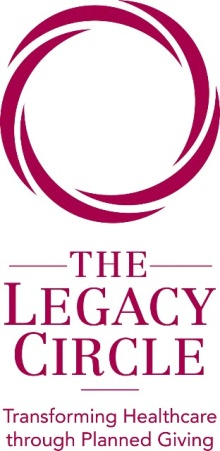 THE
LEGACY
CIRCLE
Transforming Healthcare
through Planned Giving